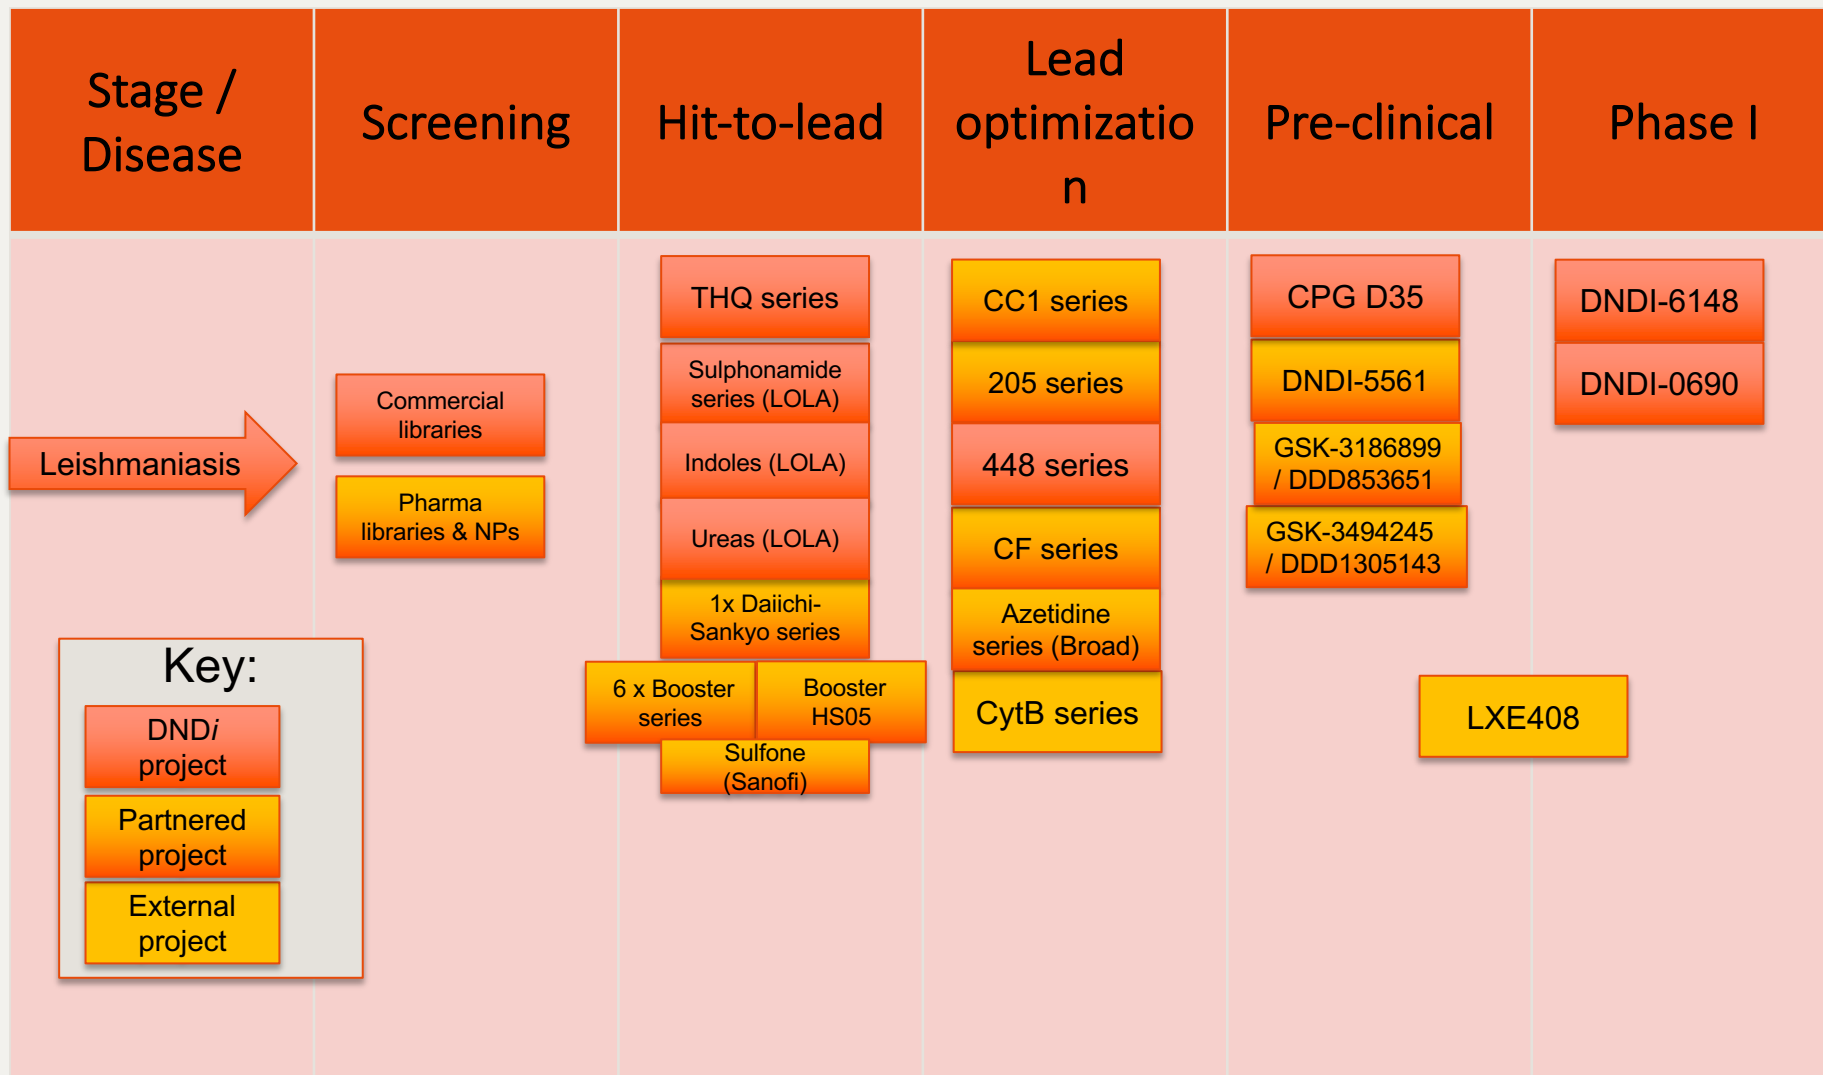 Stage /
Disease
Screening
Hit-to-lead
Lead
optimizatio
n
Pre-clinical
Phase I
Leishmaniasis
Commercial
libraries
Pharma
libraries & NPs
THQ series
Sulphonamide
series (LOLA)
Indoles (LOLA)
Ureas (LOLA)
1x Daiichi-
Sankyo series
6 x Booster
series
Booster
HS05
Sulfone
(Sanofi)
CC1 series
205 series
448 series
CF series
Azetidine
series (Broad)
CytB series
CPG D35
DNDI-5561
GSK-3186899
/ DDD853651
GSK-3494245
/ DDD1305143
DNDI-6148
DNDI-0690
LXE408
Key:
DNDi
project
Partnered
project
External
project